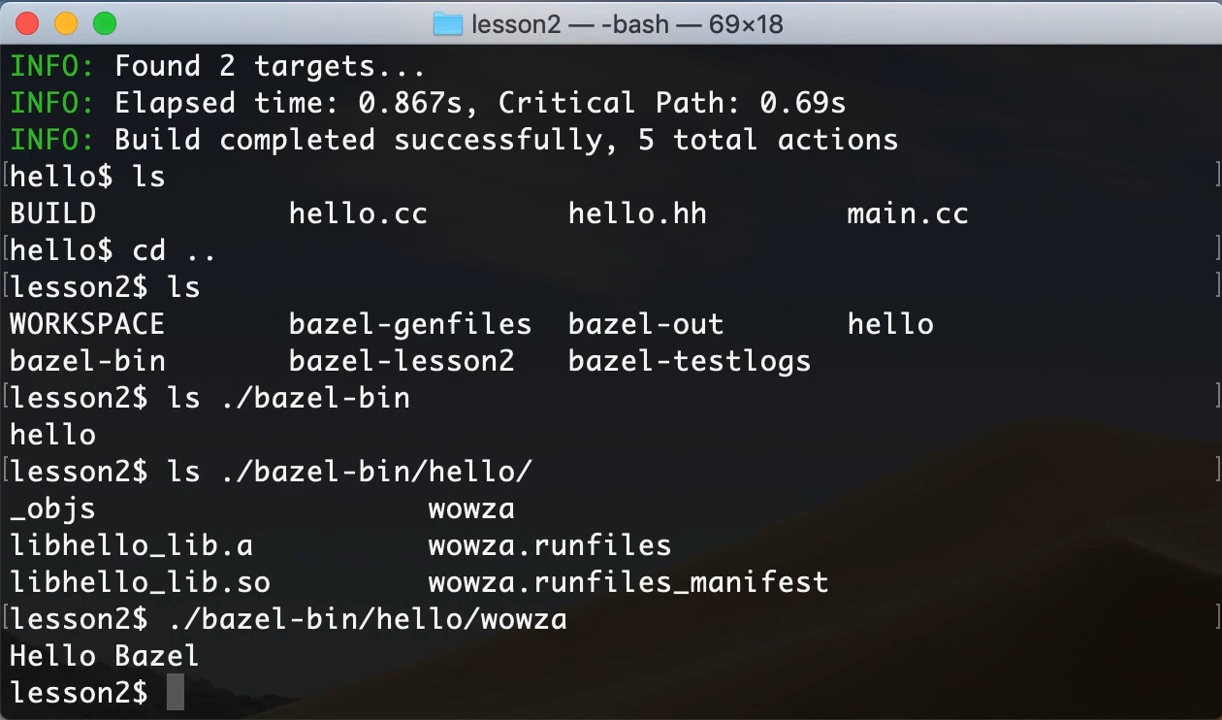 lesson2 — -bash — 69×18
INFO: Found 2 targets...
INFO: Elapsed time: 0.867s, Critical Path: 0.69s
INFO: Build completed successfully, 5 total actions
[hello$ ls ]
BUILD hello.cc hello.hh main.cc
[hello$ cd .. ]
[lesson2$ ls ]
WORKSPACE bazel-genfiles bazel-out hello
bazel-bin bazel-lesson2 bazel-testlogs
[lesson2$ ls ./bazel-bin ]
hello
[lesson2$ ls ./bazel-bin/hello/ ]
_objs wowza
libhello_lib.a wowza.runfiles
libhello_lib.so wowza.runfiles_manifest
[lesson2$ ./bazel-bin/hello/wowza ]
Hello Bazel
lesson2$